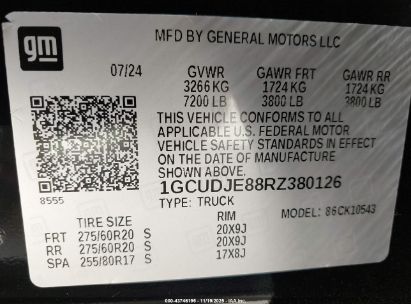 gm
MFD BY GENERAL MOTORS LLC
07/24 GVWR GAWR FRT GAWR RR
3266 KG 1724 KG 1724 KG
7200 LB 3800 LB 3800 LB
THIS VEHICLE CONFORMS TO ALL
APPLICABLE U.S. FEDERAL MOTOR
VEHICLE SAFETY STANDARDS IN EFFECT
ON THE DATE OF MANUFACTURE
SHOWN ABOVE.
1GCUDJE88RZ380126
8555 TYPE: TRUCK MODEL: 86CK10543
TIRE SIZE RIM
FRT 275/60R20 S 20X9J
RR 275/60R20 S 20X9J
SPA 255/80R17 S 17X8J